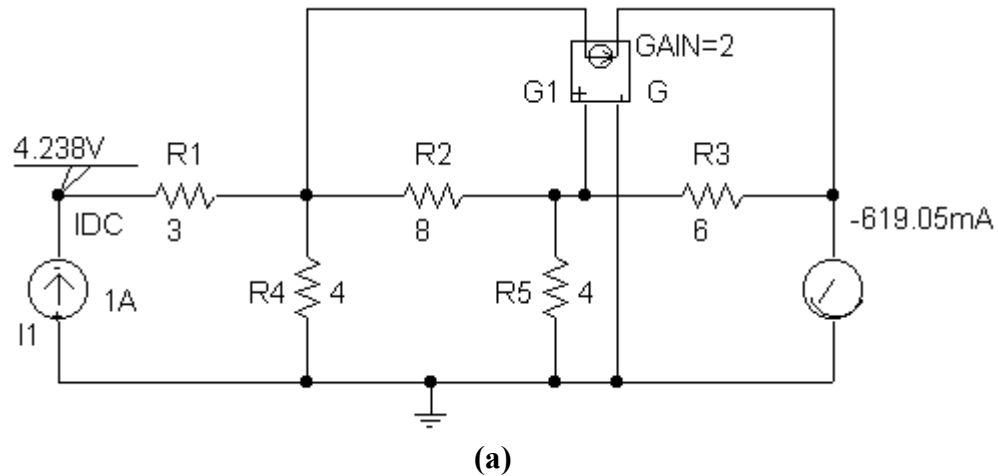 GAIN=2
G1 G
4.238V
R1
R2
R3
IDC
3
8
6
-619.05mA
I1
1A
R4
4
R5
4
(a)